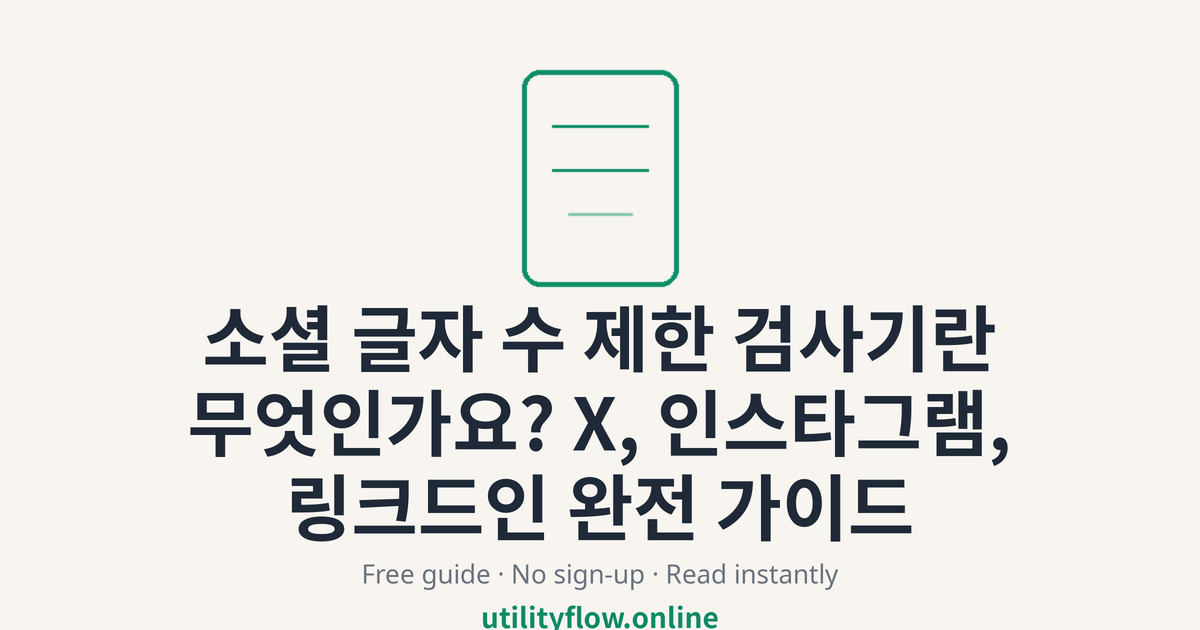 소셜 글자 수 제한 검사기란
무엇인가요? X, 인스타그램,
링크드인 완전 가이드
Free guide · No sign-up · Read instantly
utilityflow.online